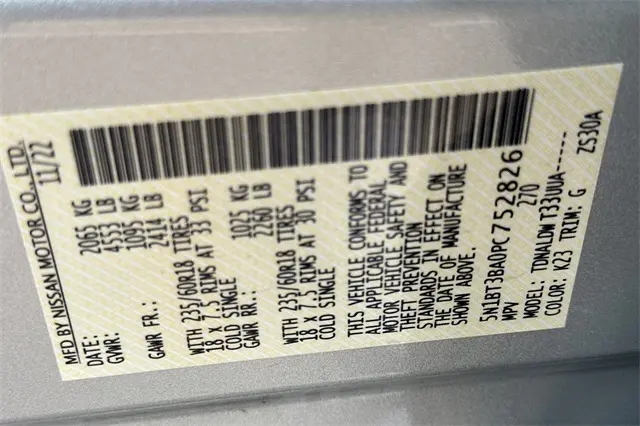 MFD BY NISSAN MOTOR CO., LTD.
DATE: 11/22
GVWR: 2065 KG
4553 LB
GAWR FR.: 1095 KG
2414 LB
WITH 235/60R18 TIRES
18 x 7.5 RIMS AT 33 PSI
COLD SINGLE
GAWR RR.: 1025 KG
2260 LB
WITH 235/60R18 TIRES
18 x 7.5 RIMS AT 30 PSI
COLD SINGLE
THIS VEHICLE CONFORMS TO
ALL APPLICABLE FEDERAL
MOTOR VEHICLE SAFETY AND
THEFT PREVENTION
STANDARDS IN EFFECT ON
THE DATE OF MANUFACTURE
SHOWN ABOVE.
5N1BT3BA0PC752826
MPV 270
MODEL: TDNALDW T33UUA------
COLOR: K23 TRIM: G ZS30A